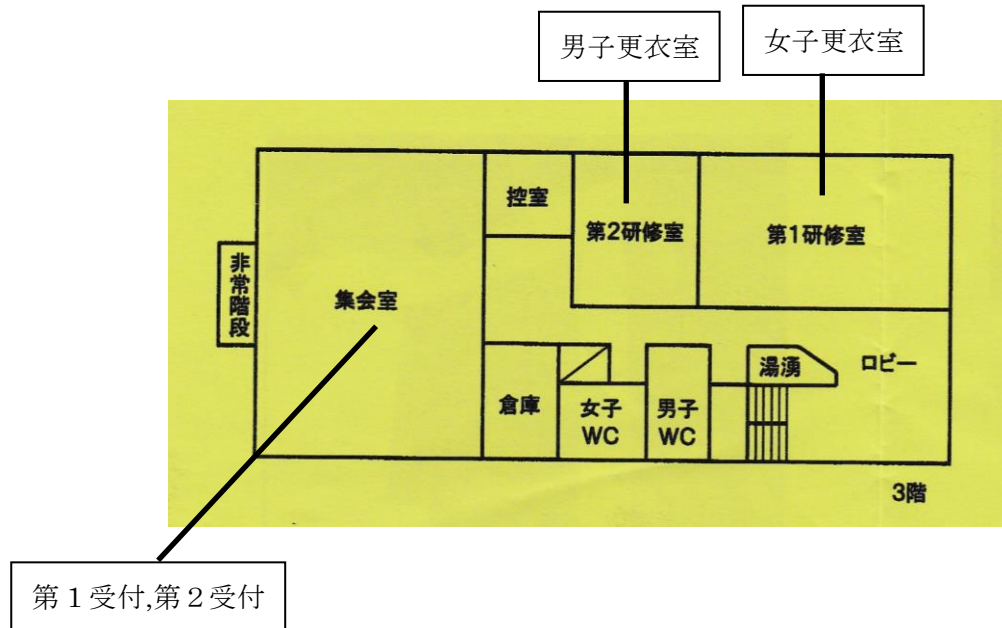 男子更衣室
女子更衣室
控室
第2研修室
第1研修室
非常階段
集会室
湯湧
ロビー
倉庫
女子
WC
男子
WC
3階
第1受付,第2受付